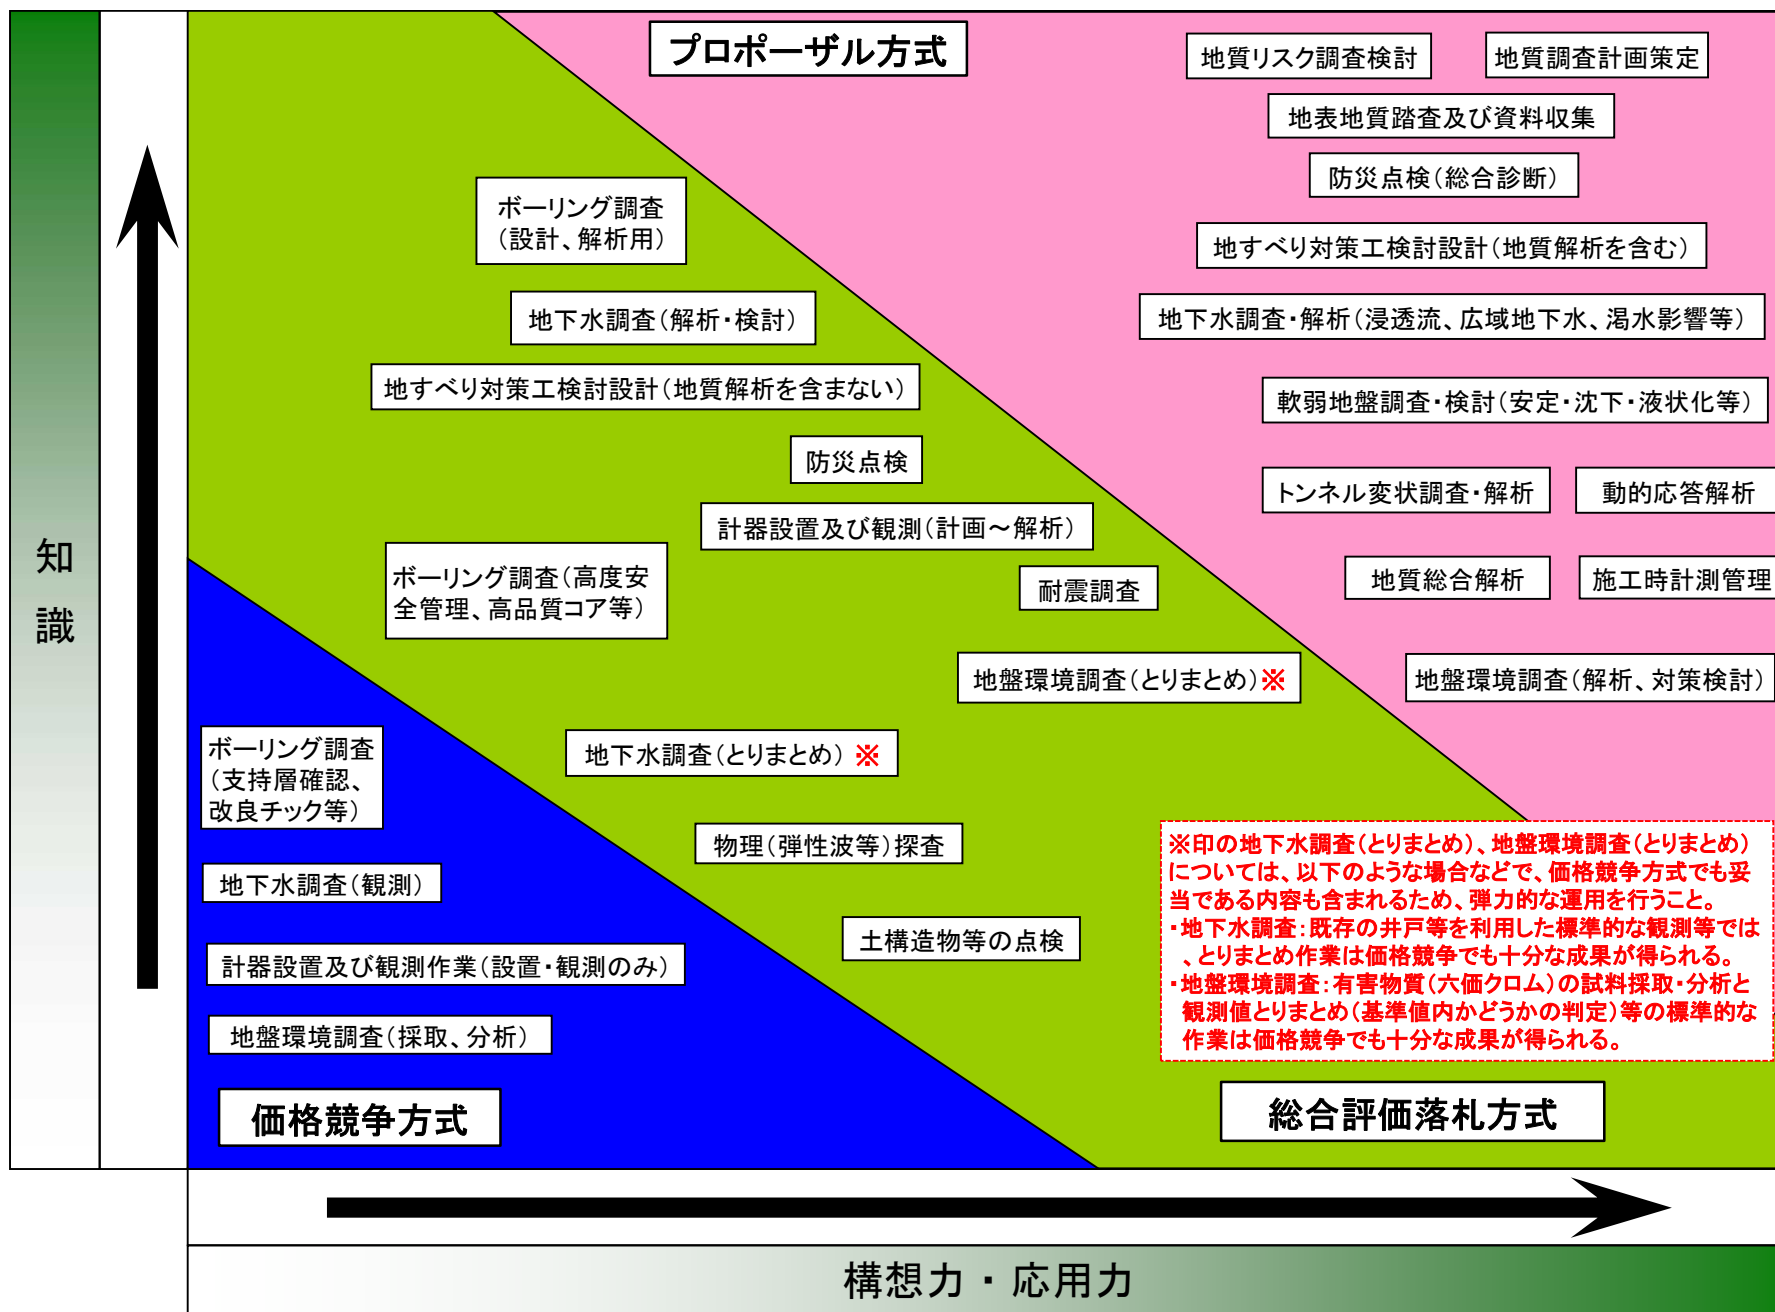 プロポーザル方式
地質リスク調査検討
地質調査計画策定
地表地質踏査及び資料収集
防災点検(総合診断)
地すべり対策工検討設計(地質解析を含む)
地下水調査・解析(浸透流、広域地下水、渇水影響等)
軟弱地盤調査・検討(安定・沈下・液状化等)
トンネル変状調査・解析
動的応答解析
地質総合解析
施工時計測管理
地盤環境調査(解析、対策検討)
ボーリング調査
(設計、解析用)
地下水調査(解析・検討)
地すべり対策工検討設計(地質解析を含まない)
防災点検
計器設置及び観測(計画～解析)
ボーリング調査(高度安
全管理、高品質コア等)
耐震調査
地盤環境調査(とりまとめ)※
地下水調査(とりまとめ)※
物理(弾性波等)探査
土構造物等の点検
総合評価落札方式
※印の地下水調査(とりまとめ)、地盤環境調査(とりまとめ)
については、以下のような場合などで、価格競争方式でも妥
当である内容も含まれるため、弾力的な運用を行うこと。
・地下水調査:既存の井戸等を利用した標準的な観測等では
、とりまとめ作業は価格競争でも十分な成果が得られる。
・地盤環境調査:有害物質(六価クロム)の試料採取・分析と
観測値とりまとめ(基準値内かどうかの判定)等の標準的な
作業は価格競争でも十分な成果が得られる。
ボーリング調査
(支持層確認、
改良チック等)
地下水調査(観測)
計器設置及び観測作業(設置・観測のみ)
地盤環境調査(採取、分析)
価格競争方式
知
識
構想力・応用力